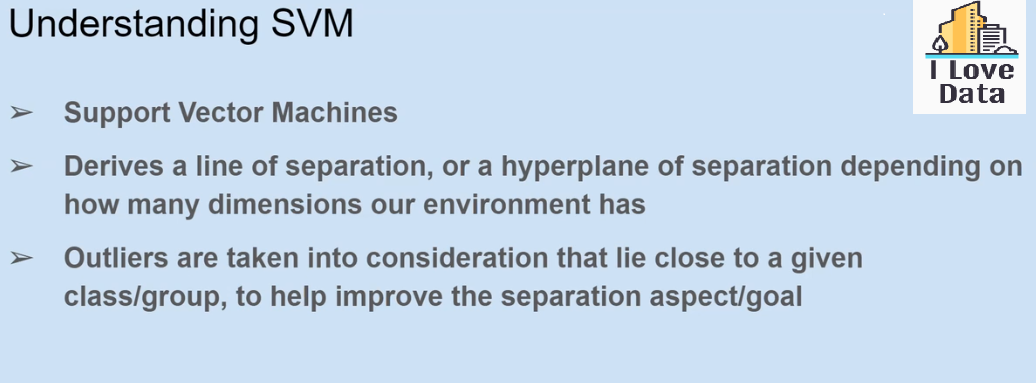 Understanding SVM
I Love
Data
➢ Support Vector Machines
➢ Derives a line of separation, or a hyperplane of separation depending on
how many dimensions our environment has
➢ Outliers are taken into consideration that lie close to a given
class/group, to help improve the separation aspect/goal